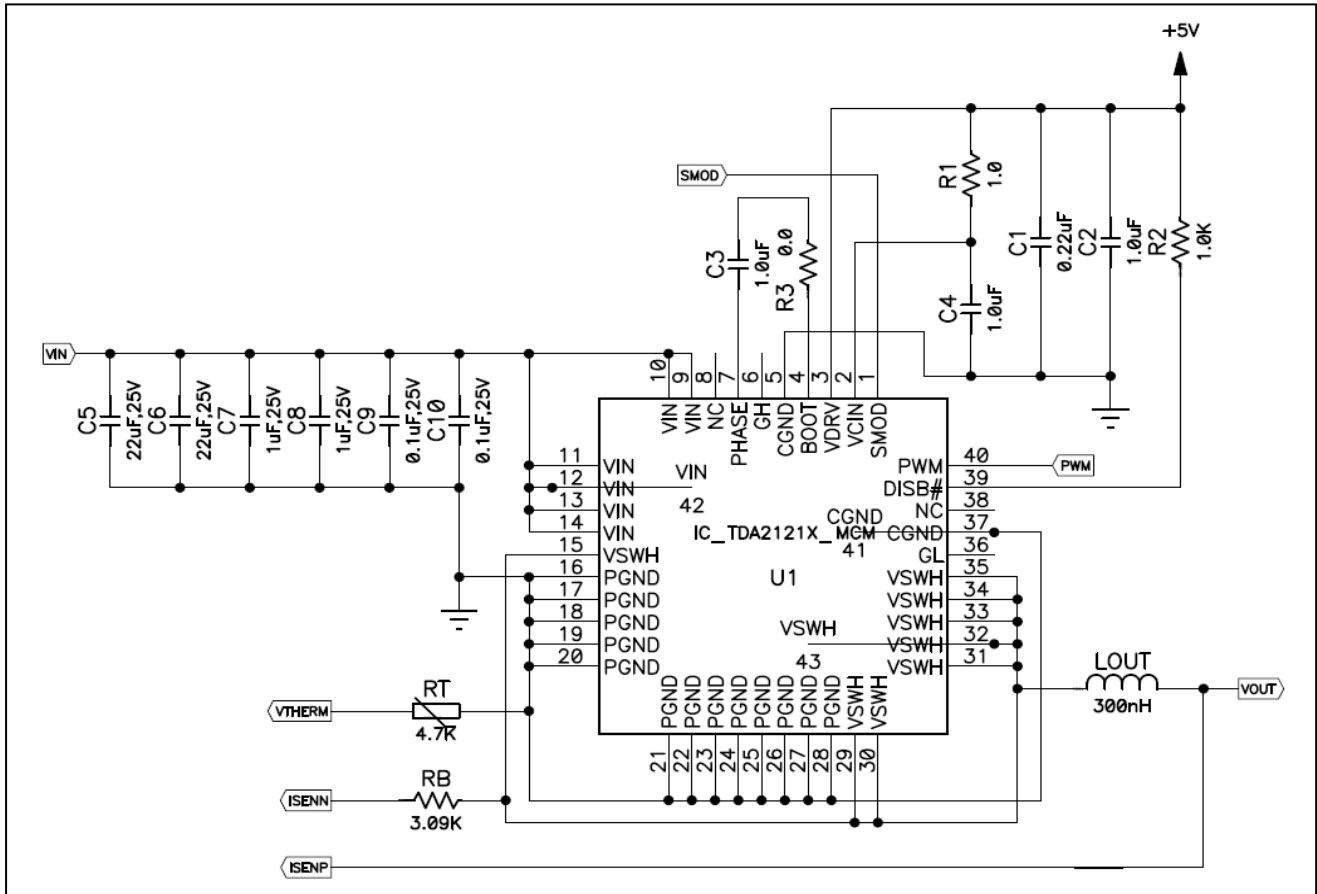 +5V
SMOD
R1
1.0
C1
0.22uF
C2
1.0uF
R2
1.0K
C3
1.0uF
0.0
R3
C4
1.0uF
VIN
C5
22uF,25V
C6
22uF,25V
C7
1uF,25V
C8
1uF,25V
C9
0.1uF,25V
C10
0.1uF,25V
10
9
8
7
6
5
4
3
2
1
VIN
VIN
NC
PHASE
GH
CGND
BOOT
VDRV
VCIN
SMOD
11 VIN
12 VIN
13 VIN
14 VIN
15 VSWH
16 PGND
17 PGND
18 PGND
19 PGND
20 PGND
VIN
42
CGND
IC_TDA2121X_MCM
41
U1
VSWH
43
PWM 40
PWM
DISB# 39
NC 38
CGND 37
GL 36
VSWH 35
VSWH 34
VSWH 33
VSWH 32
VSWH 31
LOUT
300nH
VOUT
PGND
PGND
PGND
PGND
PGND
PGND
PGND
PGND
VSWH
VSWH
21
22
23
24
25
26
27
28
29
30
VTHERM
RT
4.7K
ISENN
RB
3.09K
ISENP